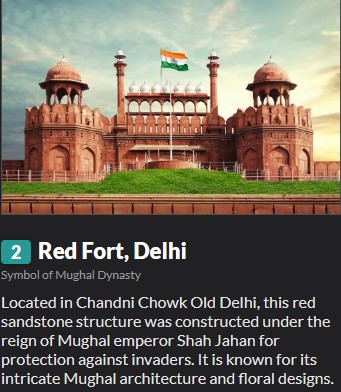 2 Red Fort, Delhi
Symbol of Mughal Dynasty
Located in Chandni Chowk Old Delhi, this red
sandstone structure was constructed under the
reign of Mughal emperor Shah Jahan for
protection against invaders. It is known for its
intricate Mughal architecture and floral designs.